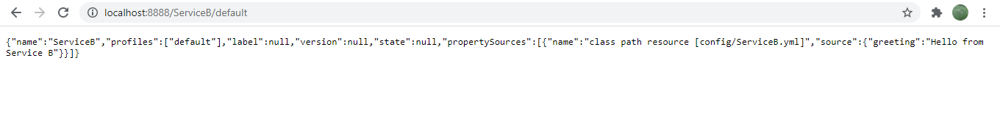 localhost:8888/ServiceB/default
{"name":"ServiceB","profiles":["default"],"label":null,"version":null,"state":null,"propertySources":[{"name":"class path resource [config/ServiceB.yml]","source":{"greeting":"Hello from
Service B"}}]}